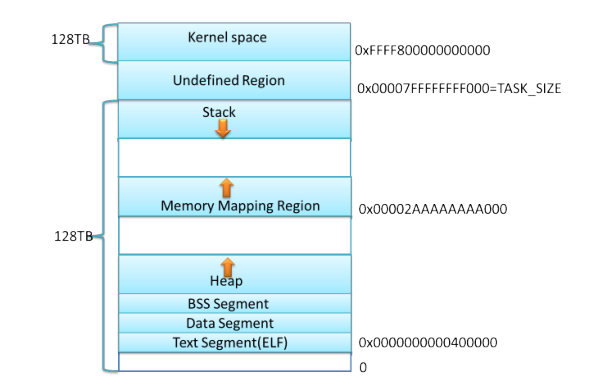 Kernel space
128TB
0xFFFF800000000000
Undefined Region
0x00007FFFFFFFF000=TASK_SIZE
Stack
Memory Mapping Region
0x00002AAAAAAAA000
128TB
Heap
BSS Segment
Data Segment
Text Segment(ELF)
0x0000000000400000
0